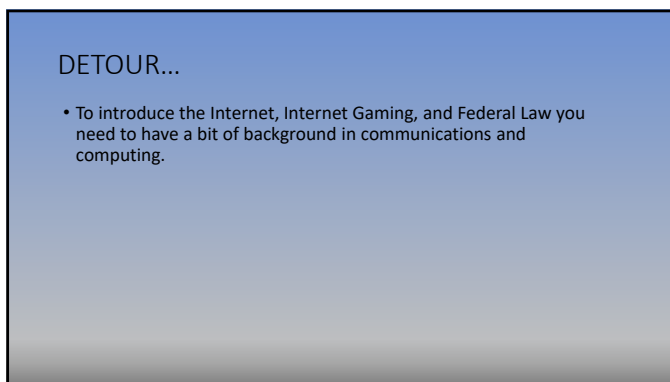 DETOUR...
• To introduce the Internet, Internet Gaming, and Federal Law you
need to have a bit of background in communications and
computing.